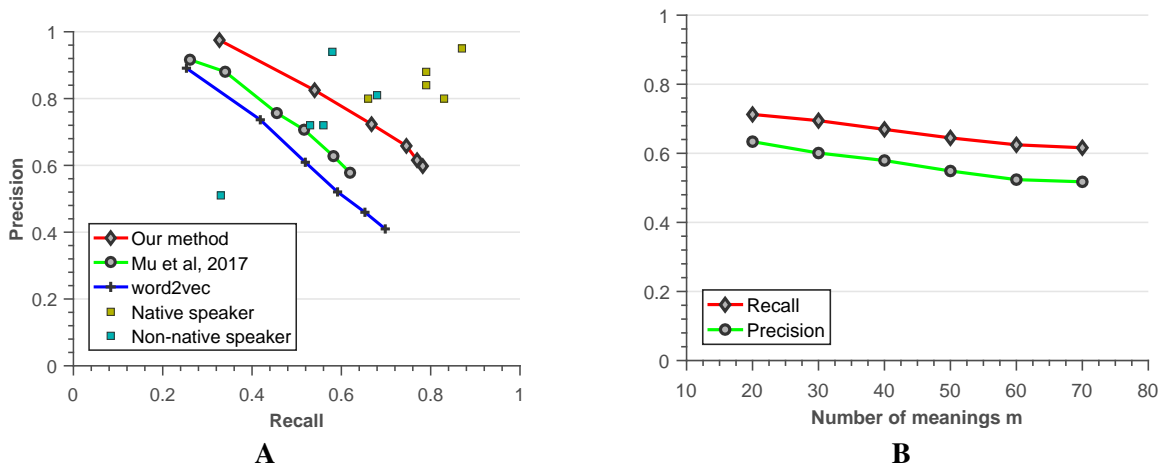 1
0.8
0.6
0.4
0.2
0
Precision
Our method
Mu et al, 2017
word2vec
Native speaker
Non-native speaker
0 0.2 0.4 0.6 0.8 1
Recall
A
1
0.8
0.6
0.4
0.2
0
Recall
Precision
10 20 30 40 50 60 70 80
Number of meanings m
B